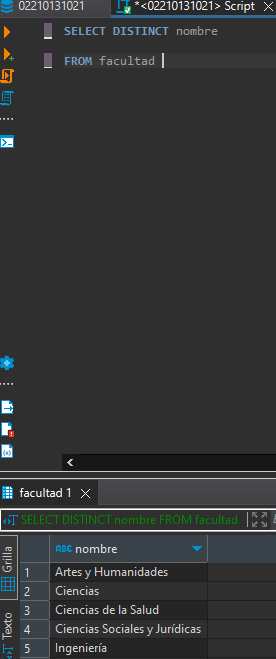 02210131021
*<02210131021> Script
SELECT DISTINCT nombre
FROM facultad
facultad 1
SELECT DISTINCT nombre FROM facultad
Grilla
Texto
ABC nombre
1 Artes y Humanidades
2 Ciencias
3 Ciencias de la Salud
4 Ciencias Sociales y Jurídicas
5 Ingeniería